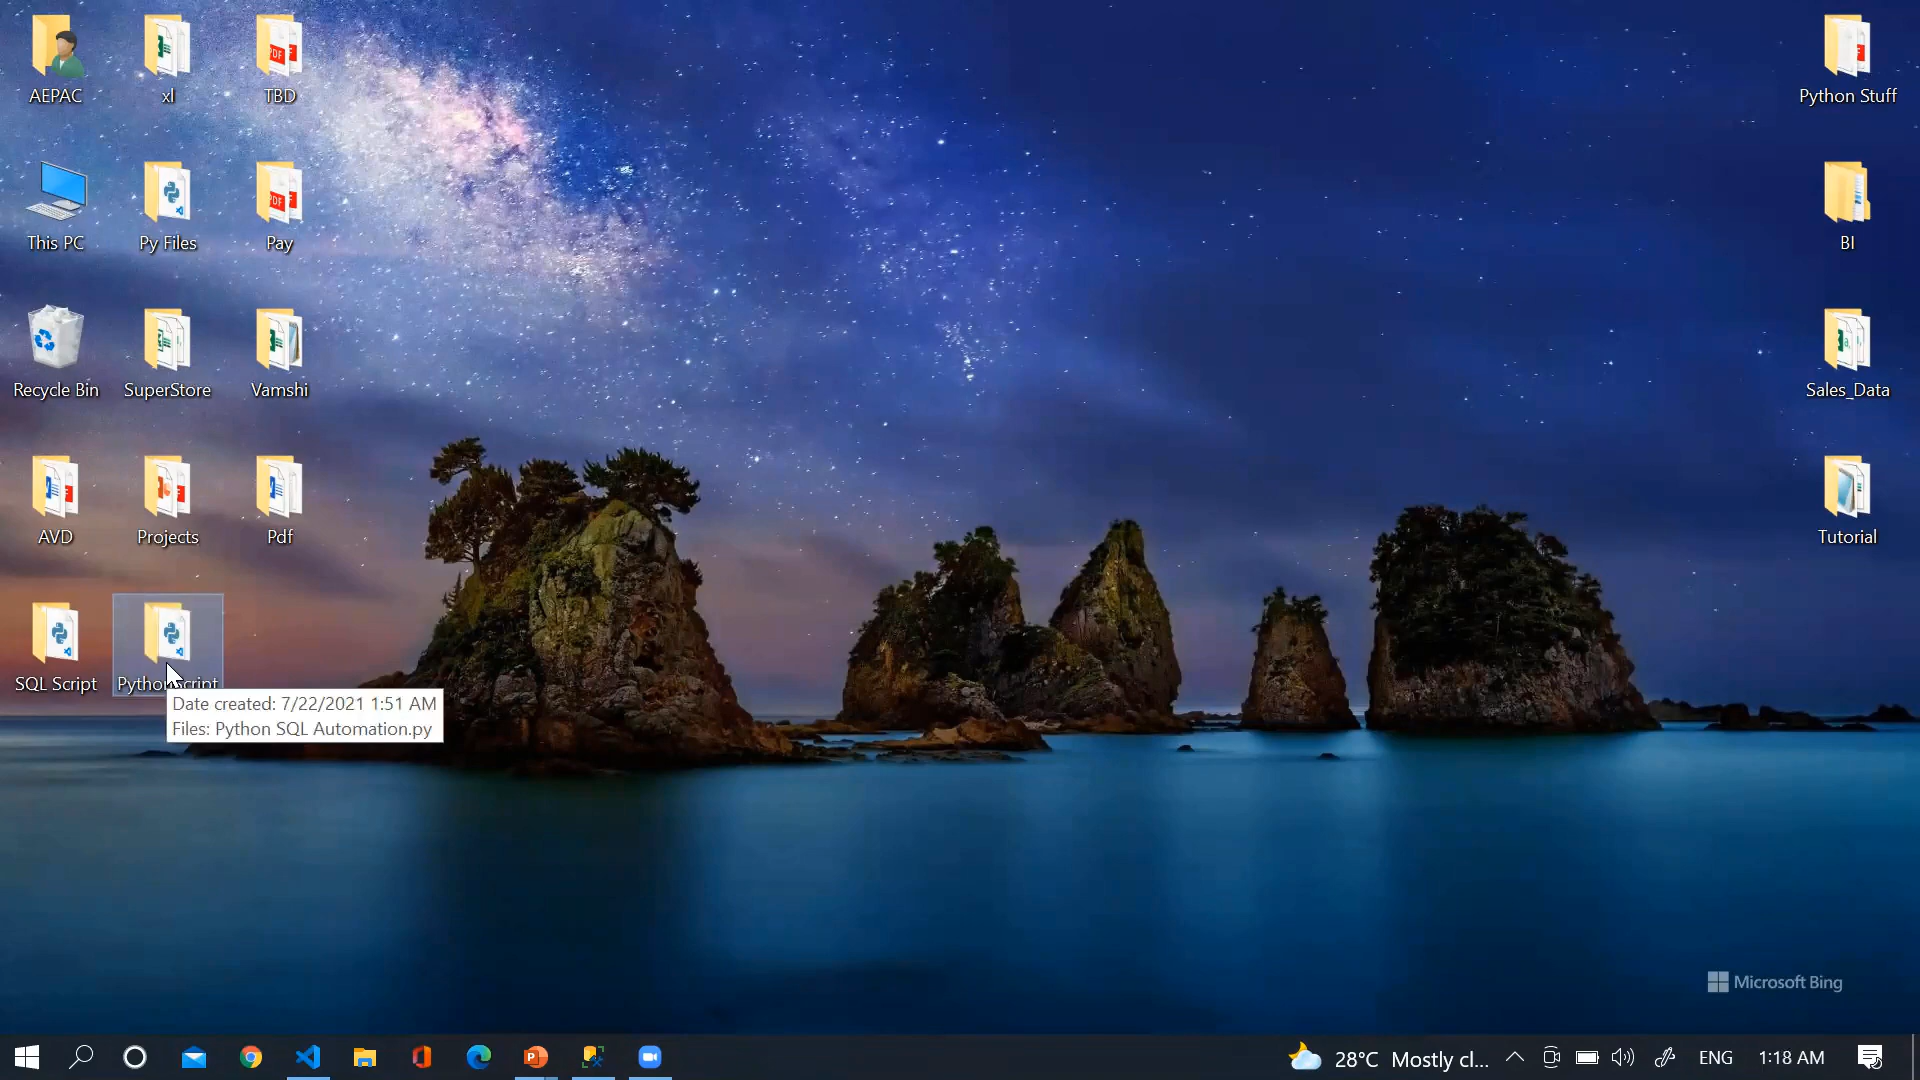 AEPAC
xl
TBD
Python Stuff
This PC
Py Files
Pay
BI
Recycle Bin
SuperStore
Vamshi
Sales_Data
AVD
Projects
Pdf
Tutorial
SQL Script
Python Script
Date created: 7/22/2021 1:51 AM
Files: Python SQL Automation.py
Microsoft Bing
28°C Mostly cl...
ENG
1:18 AM